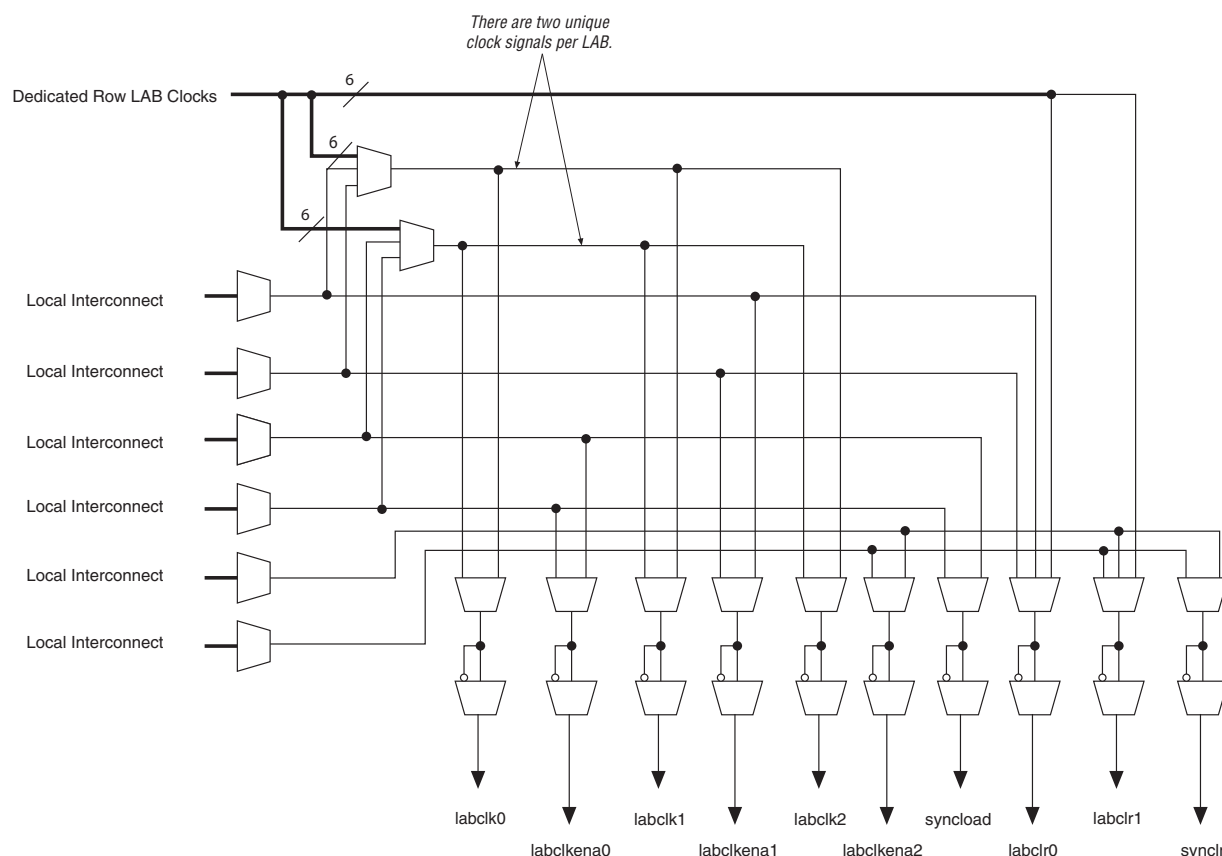 There are two unique
clock signals per LAB.
6
Dedicated Row LAB Clocks
6
6
Local Interconnect
Local Interconnect
Local Interconnect
Local Interconnect
Local Interconnect
Local Interconnect
labclk0
labclk1
labclk2
syncload
labclr1
labclkena0
labclkena1
labclkena2
labclr0